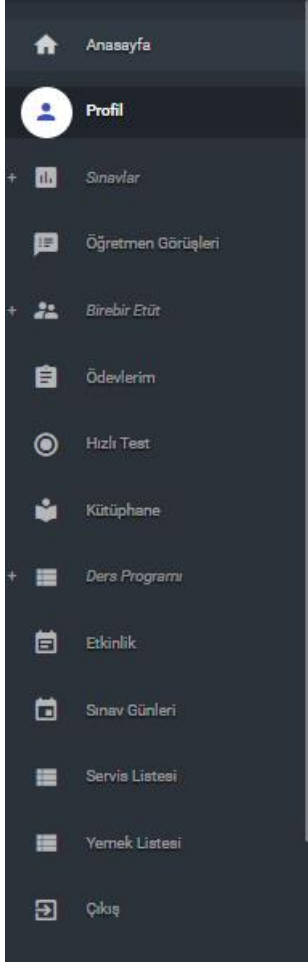 Anasayfa
Profil
+ Sınavlar
Öğretmen Görüşleri
+ Birebir Etüt
Ödevlerim
Hızlı Test
Kütüphane
+ Ders Programı
Etkinlik
Sınav Günleri
Servis Listesi
Yemek Listesi
Çıkış